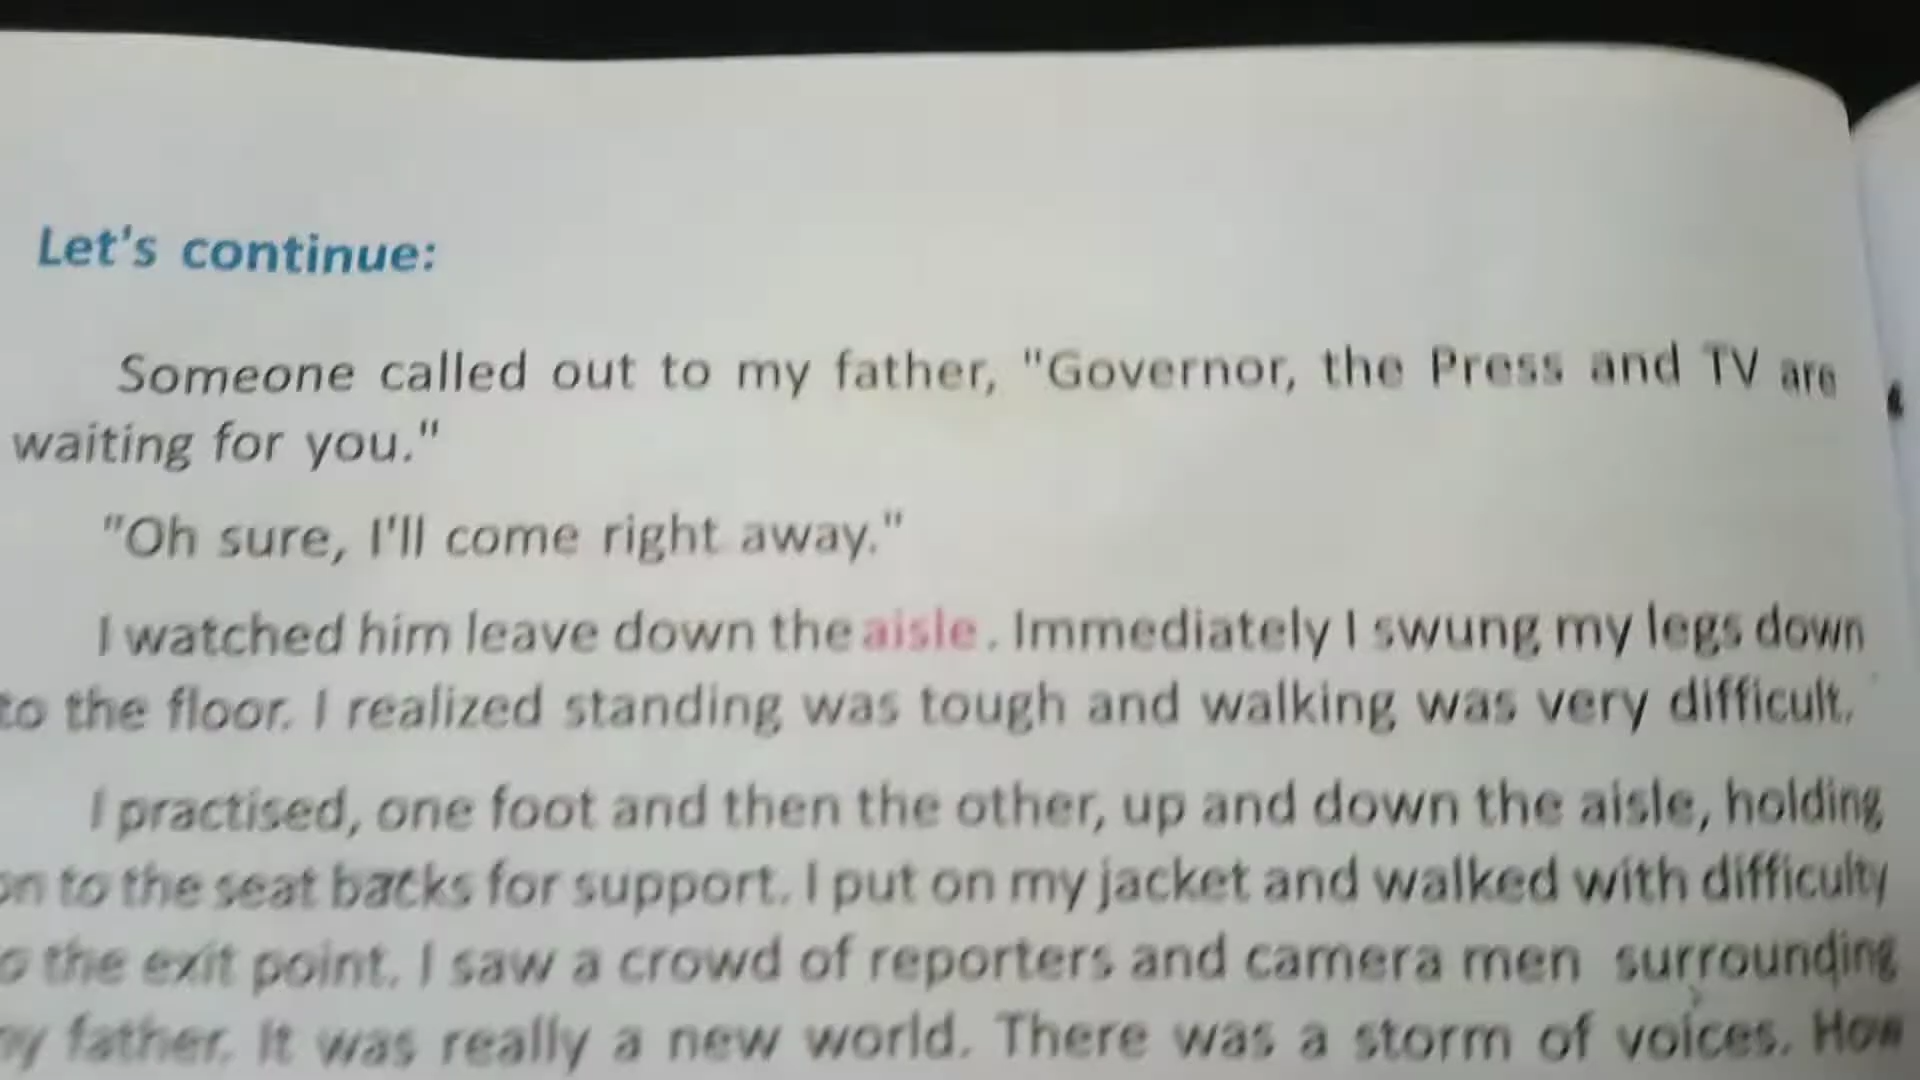 Let's continue:
Someone called out to my father, "Governor, the Press and TV are
waiting for you."
"Oh sure, I'll come right away."
I watched him leave down the aisle. Immediately I swung my legs down
to the floor. I realized standing was tough and walking was very difficult.
I practised, one foot and then the other, up and down the aisle, holding
on to the seat backs for support. I put on my jacket and walked with difficulty
the exit point. I saw a crowd of reporters and camera men surrounding
my father. It was really a new world. There was a storm of voices. How